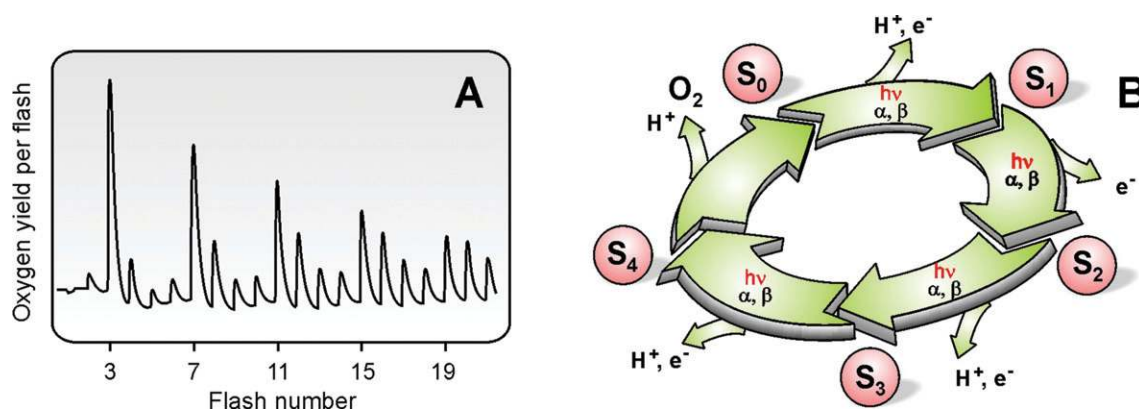 A
Oxygen yield per flash
3 7 11 15 19
Flash number
B
H⁺, e⁻
S₀
S₁
O₂
H⁺
hν
α, β
hν
α, β
e⁻
S₄
S₂
hν
α, β
hν
α, β
H⁺, e⁻
S₃
H⁺, e⁻